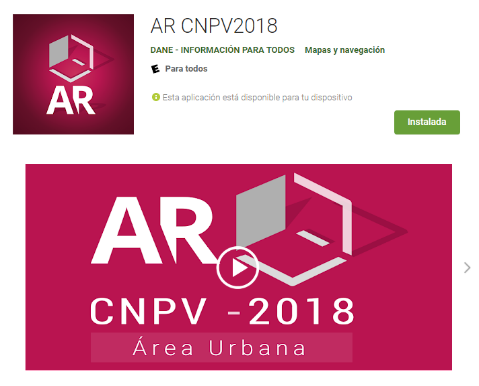 AR CNPV2018
DANE - INFORMACIÓN PARA TODOS Mapas y navegación
E Para todos
Esta aplicación está disponible para tu dispositivo
AR
Instalada
AR
CNPV - 2018
Área Urbana